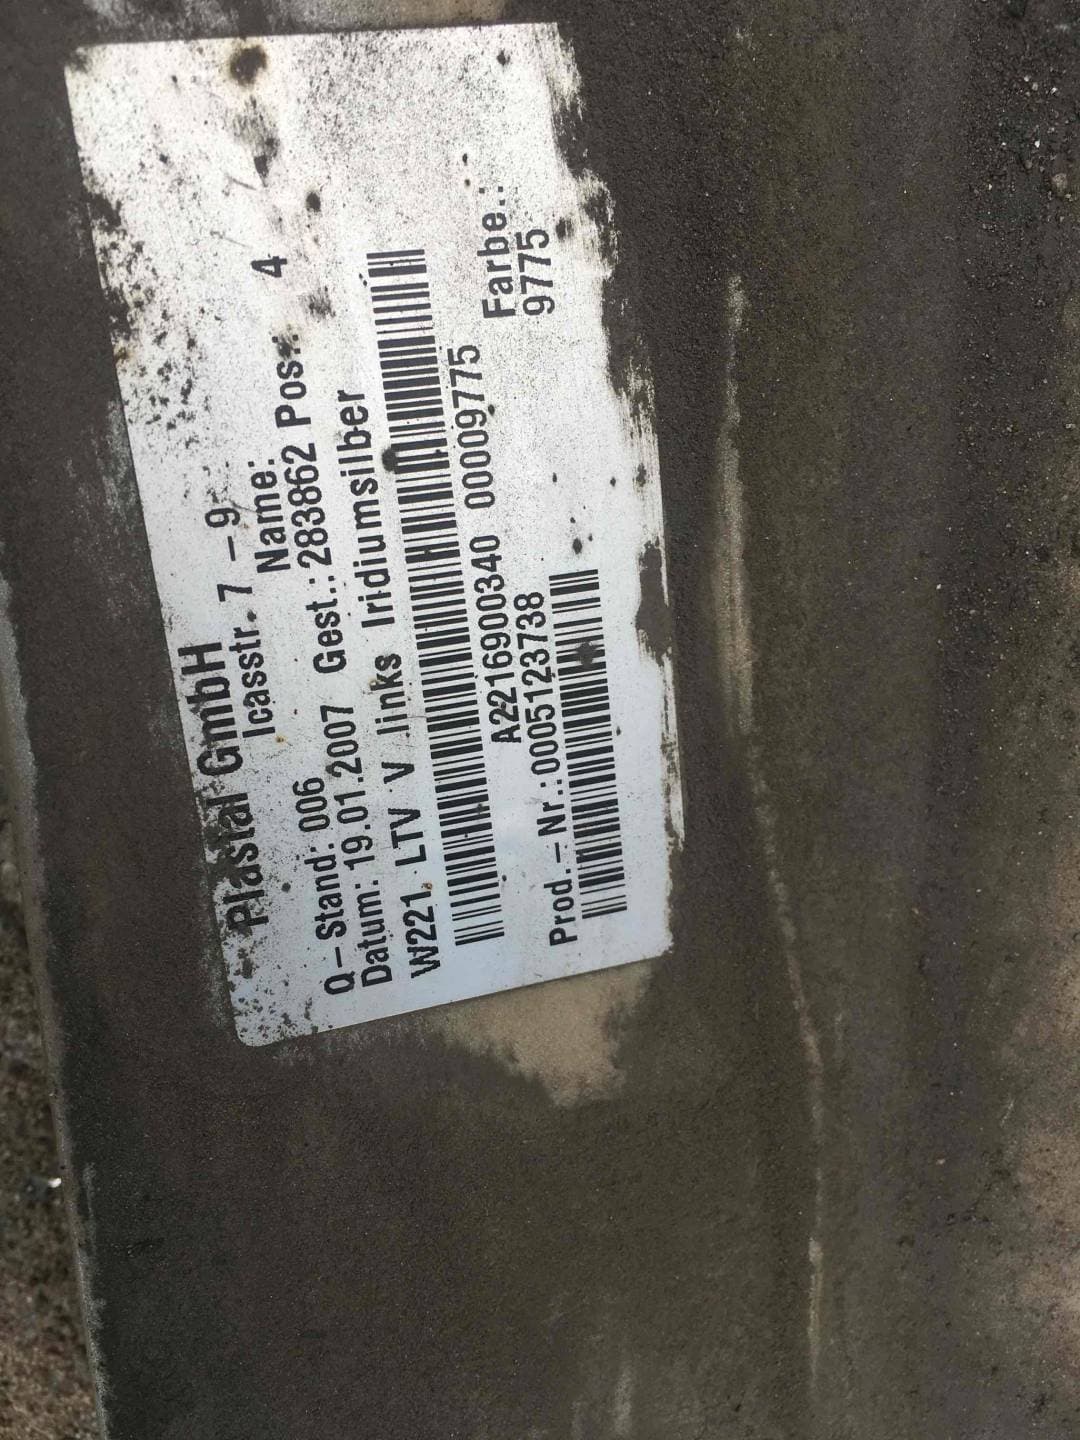 Plastal GmbH
Icasstr. 7 - 9
Name:
Q-Stand: 006
Datum: 19.01.2007 Gest.: 283862 Pos.: 4
W221. LTV V links Iridiumsilber
A2216900340 00009775
Prod.-Nr.: 0005123738
Farbe.:
9775